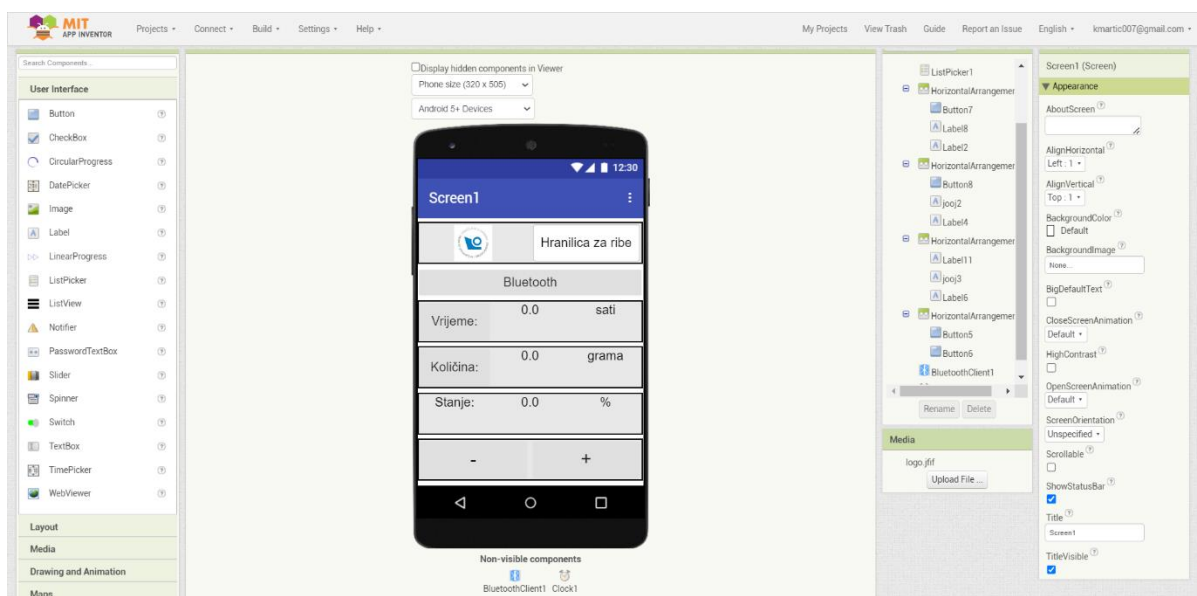 MIT
APP INVENTOR
Projects Connect Build Settings Help
My Projects View Trash Guide Report an Issue English kmartic007@gmail.com
Search Components...
User Interface
Button
CheckBox
CircularProgress
DatePicker
Image
Label
LinearProgress
ListPicker
ListView
Notifier
PasswordTextBox
Slider
Spinner
Switch
TextBox
TimePicker
WebViewer
Layout
Media
Drawing and Animation
Maps
Display hidden components in Viewer
Phone size (320 x 505)
Android 5+ Devices
12:30
Screen1
Hranilica za ribe
Bluetooth
Vrijeme: 0.0 sati
Količina: 0.0 grama
Stanje: 0.0 %
- +
Non-visible components
BluetoothClient1 Clock1
ListPicker1
HorizontalArrangemer
Button7
Label8
Label2
HorizontalArrangemer
Button8
jooj2
Label4
HorizontalArrangemer
Label11
jooj3
Label6
HorizontalArrangemer
Button5
Button6
BluetoothClient1
Rename Delete
Media
logo.jfif
Upload File ...
Screen1 (Screen)
Appearance
AboutScreen
AlignHorizontal
Left : 1
AlignVertical
Top : 1
BackgroundColor
Default
BackgroundImage
None...
BigDefaultText
CloseScreenAnimation
Default
HighContrast
OpenScreenAnimation
Default
ScreenOrientation
Unspecified
Scrollable
ShowStatusBar
Title
Screen1
TitleVisible